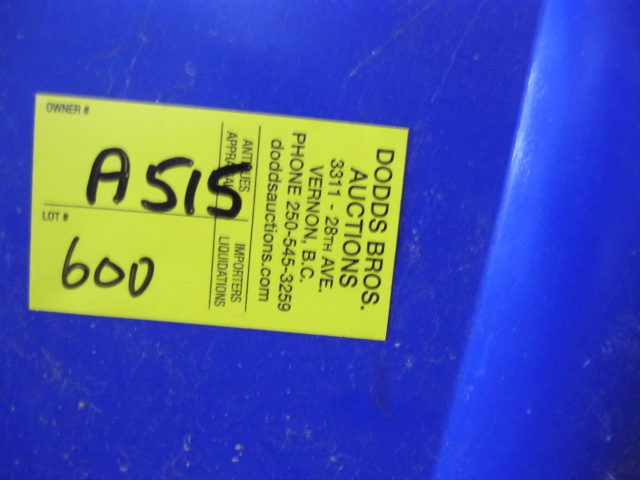 DODDS BROS.
AUCTIONS
3311 - 28TH AVE.
VERNON, B.C.
PHONE 250-545-3259
doddsauctions.com
ANTIQUES IMPORTERS
APPRAISALS LIQUIDATIONS
OWNER #
A515
LOT #
600